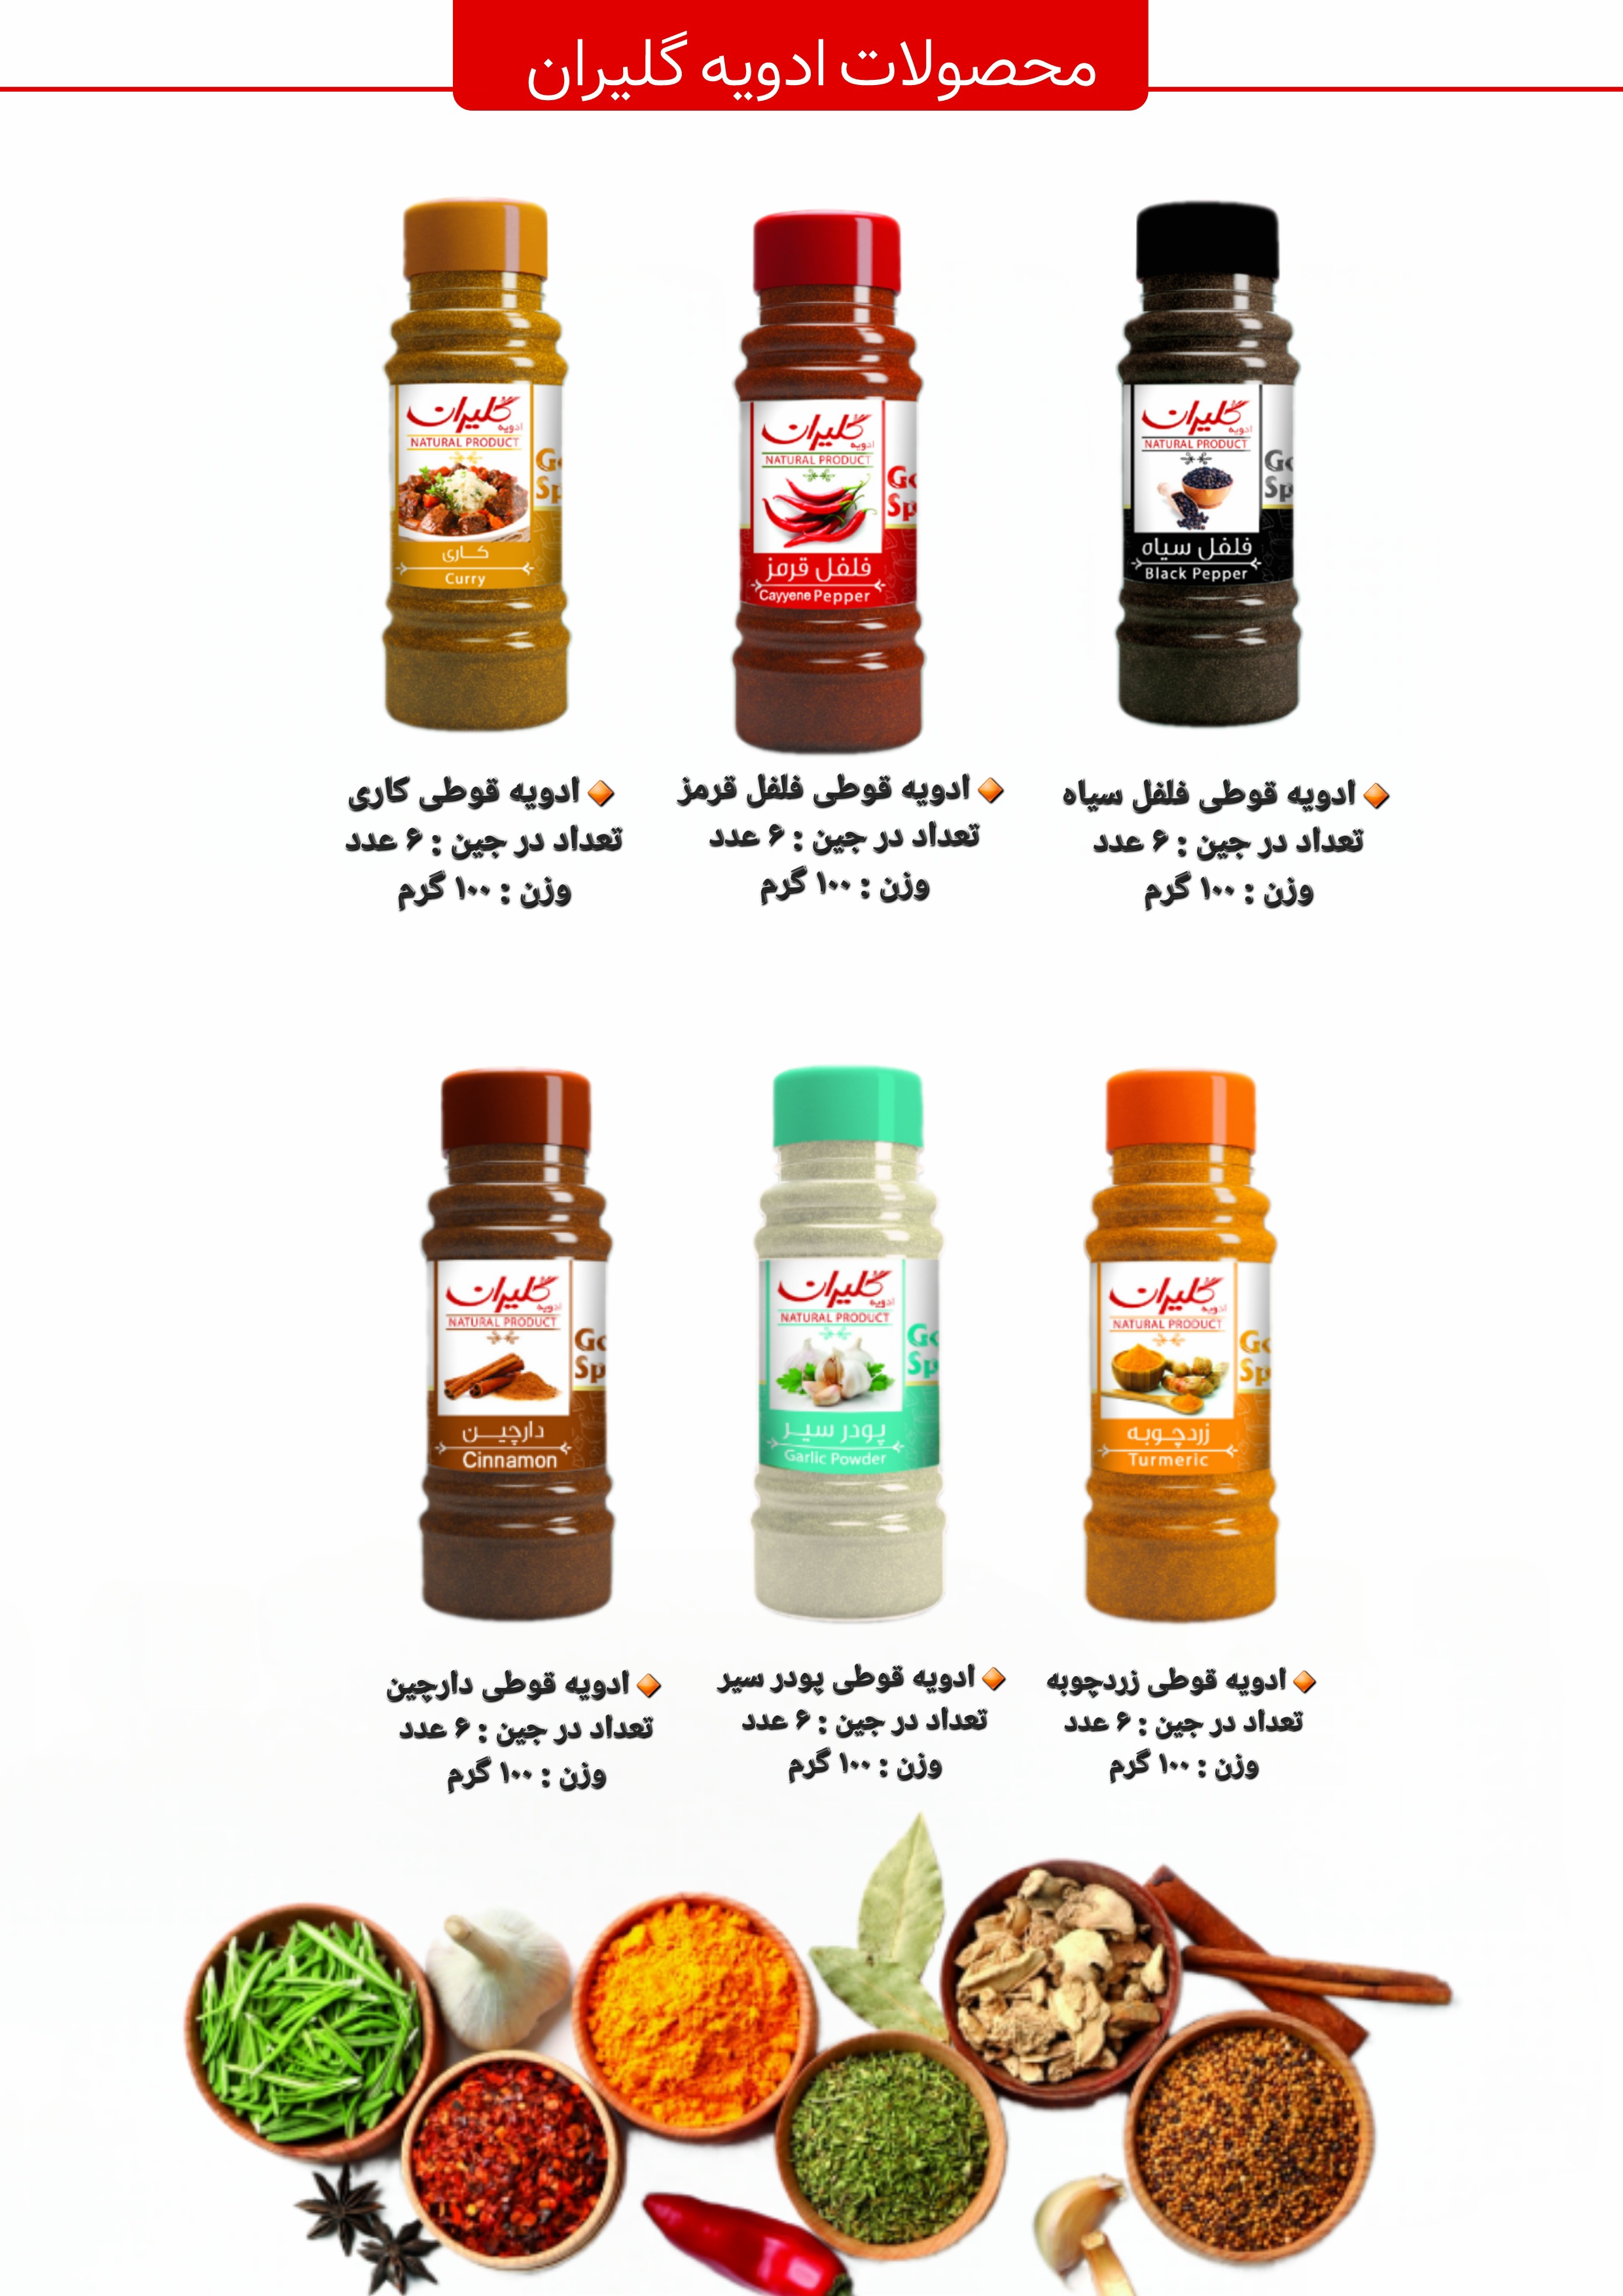 محصولات ادویه گلیران
گلیران
ادویه
NATURAL PRODUCT
فلفل سیاه
Black Pepper
گلیران
ادویه
NATURAL PRODUCT
فلفل قرمز
Cayyene Pepper
گلیران
ادویه
NATURAL PRODUCT
کاری
Curry
ادویه قوطی فلفل سیاه
تعداد در جین : ۶ عدد
وزن : ۱۰۰ گرم
ادویه قوطی فلفل قرمز
تعداد در جین : ۶ عدد
وزن : ۱۰۰ گرم
ادویه قوطی کاری
تعداد در جین : ۶ عدد
وزن : ۱۰۰ گرم
گلیران
ادویه
NATURAL PRODUCT
زردچوبه
Turmeric
گلیران
ادویه
NATURAL PRODUCT
پودر سیر
Garlic Powder
گلیران
ادویه
NATURAL PRODUCT
دارچین
Cinnamon
ادویه قوطی زردچوبه
تعداد در جین : ۶ عدد
وزن : ۱۰۰ گرم
ادویه قوطی پودر سیر
تعداد در جین : ۶ عدد
وزن : ۱۰۰ گرم
ادویه قوطی دارچین
تعداد در جین : ۶ عدد
وزن : ۱۰۰ گرم